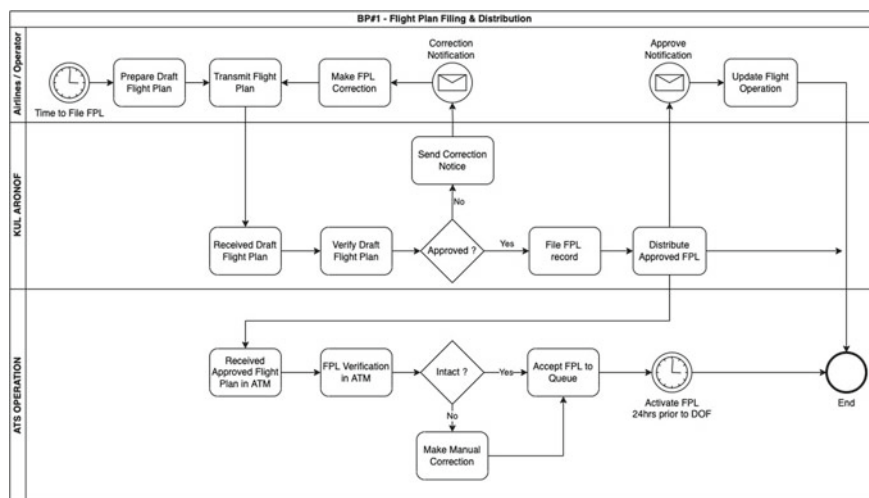 BP#1 - Flight Plan Filing & Distribution
Airlines / Operator
Time to File FPL
Prepare Draft
Flight Plan
Transmit Flight
Plan
Make FPL
Correction
Correction
Notification
Approve
Notification
Update Flight
Operation
KUL ARONOF
Send Correction
Notice
No
Received Draft
Flight Plan
Verify Draft
Flight Plan
Approved ?
Yes
File FPL
record
Distribute
Approved FPL
ATS OPERATION
Received
Approved Flight
Plan in ATM
FPL Verification
in ATM
Intact ?
Yes
Accept FPL to
Queue
Activate FPL
24hrs prior to DOF
End
No
Make Manual
Correction